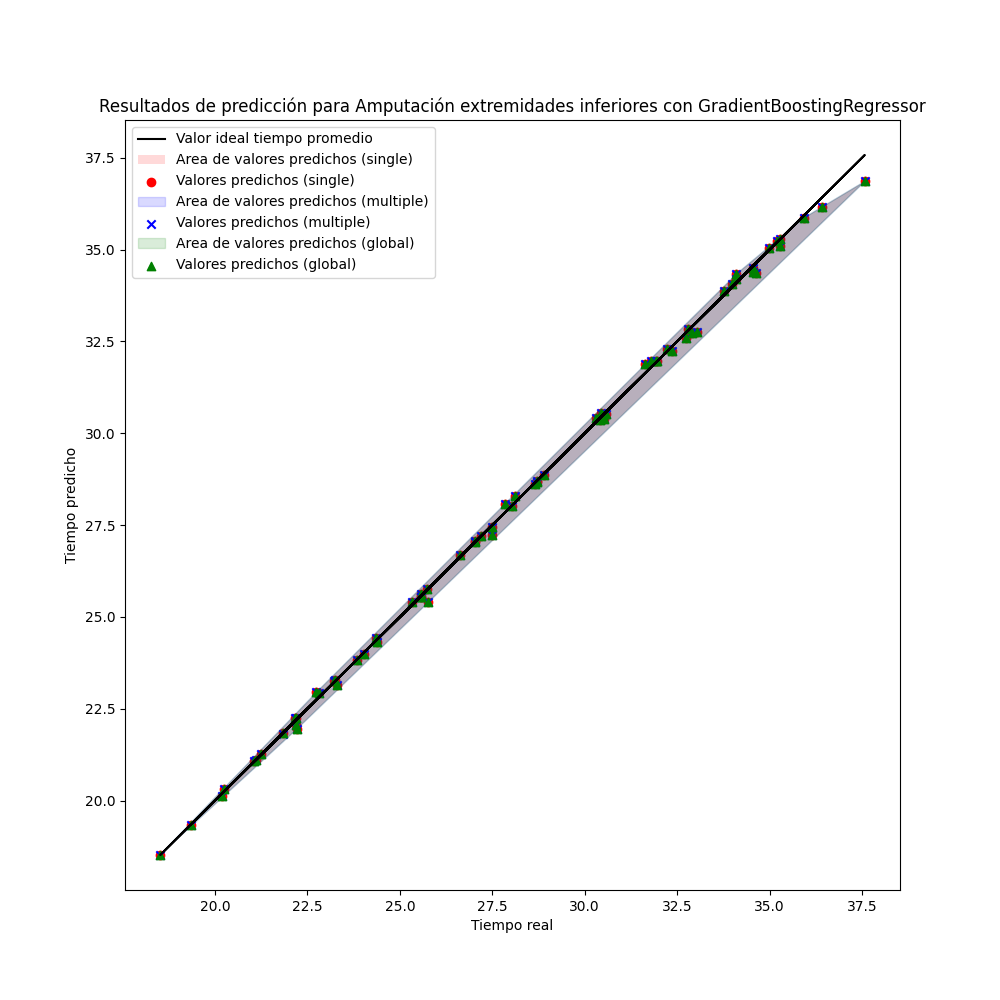 Resultados de predicción para Amputación extremidades inferiores con GradientBoostingRegressor
Valor ideal tiempo promedio
Area de valores predichos (single)
Valores predichos (single)
Area de valores predichos (multiple)
Valores predichos (multiple)
Area de valores predichos (global)
Valores predichos (global)
37.5
35.0
32.5
30.0
27.5
25.0
22.5
20.0
Tiempo predicho
20.0 22.5 25.0 27.5 30.0 32.5 35.0 37.5
Tiempo real